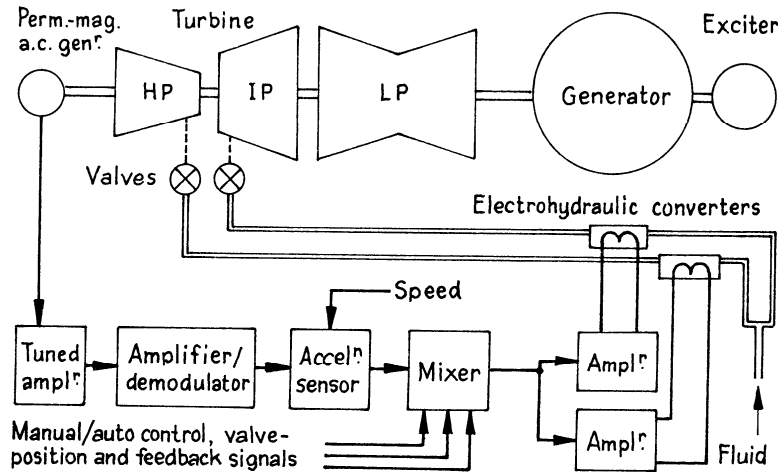 Perm.-mag.
a.c. genʳ.
Turbine
Exciter
HP
IP
LP
Generator
Valves
Electrohydraulic converters
Speed
Tuned
amplʳ.
Amplifier/
demodulator
Accelⁿ.
sensor
Mixer
Amplʳ.
Amplʳ.
Manual/auto control, valve-
position and feedback signals
Fluid